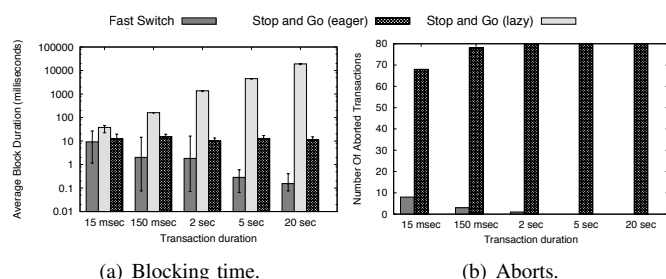 Fast Switch Stop and Go (eager) Stop and Go (lazy)
Average Block Duration (milliseconds)
100000
10000
1000
100
10
1
0.1
0.01
15 msec 150 msec 2 sec 5 sec 20 sec
Transaction duration
(a) Blocking time.
Number Of Aborted Transactions
80
70
60
50
40
30
20
10
0
15 msec 150 msec 2 sec 5 sec 20 sec
Transaction duration
(b) Aborts.